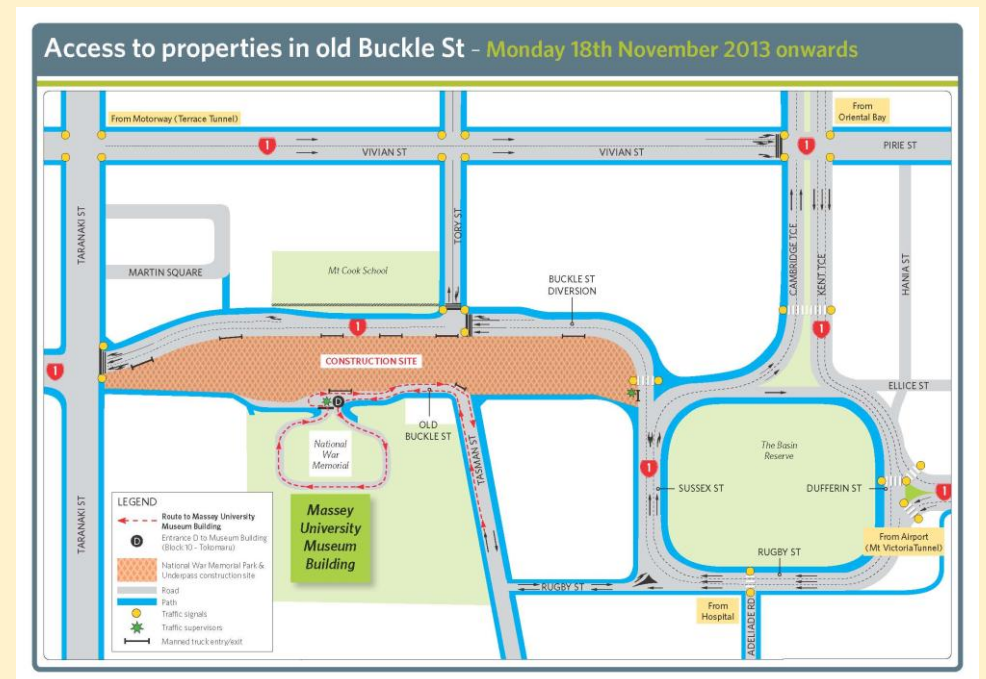 Access to properties in old Buckle St – Monday 18th November 2013 onwards
From Motorway (Terrace Tunnel)
From
Oriental Bay
1
1
VIVIAN ST
VIVIAN ST
PIRIE ST
TARANAKI ST
TORY ST
CAMBRIDGE TCE
KENT TCE
HANIA ST
MARTIN SQUARE
Mt Cook School
BUCKLE ST
DIVERSION
1
1
1
CONSTRUCTION SITE
ELLICE ST
D
OLD
BUCKLE ST
National
War
Memorial
TASMAN ST
The Basin
Reserve
1
SUSSEX ST
DUFFERIN ST
1
TARANAKI ST
Massey
University
Museum
Building
From Airport
(Mt VictoriaTunnel)
RUGBY ST
RUGBY ST
From
Hospital
ADELIADE RD
LEGEND
Route to Massey University
Museum Building
D
Entrance D to Museum Building
(Block 10 - Tokomaru)
National War Memorial Park &
Underpass construction site
Road
Path
Traffic signals
Traffic supervisors
Manned truck entry/exit